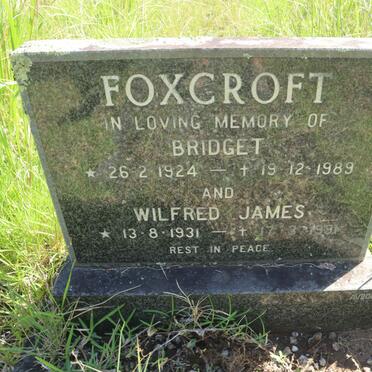 FOXCROFT
IN LOVING MEMORY OF
BRIDGET
★ 26·2·1924 — † 19·12·1989
AND
WILFRED JAMES
★ 13·8·1931 — †
REST IN PEACE